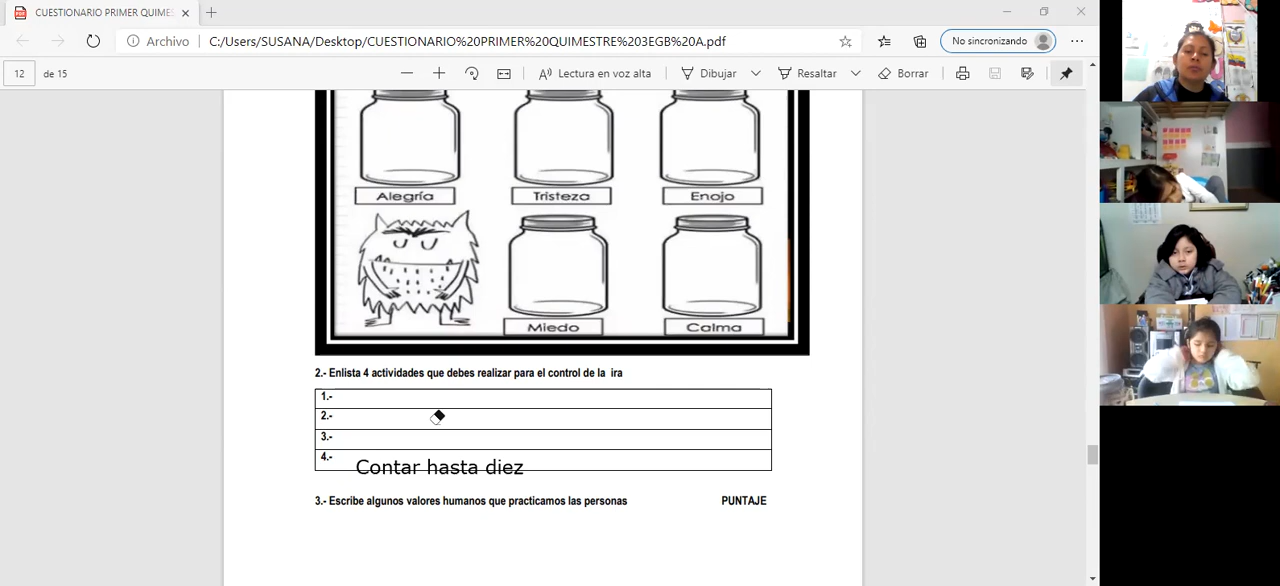 CUESTIONARIO PRIMER QUIMES
No sincronizando
Archivo C:/Users/SUSANA/Desktop/CUESTIONARIO%20PRIMER%20QUIMESTRE%203EGB%20A.pdf
12 de 15
Lectura en voz alta
Dibujar
Resaltar
Borrar
Alegría
Tristeza
Enojo
Miedo
Calma
2.- Enlista 4 actividades que debes realizar para el control de la ira
1.-
2.-
3.-
4.- Contar hasta diez
3.- Escribe algunos valores humanos que practicamos las personas PUNTAJE